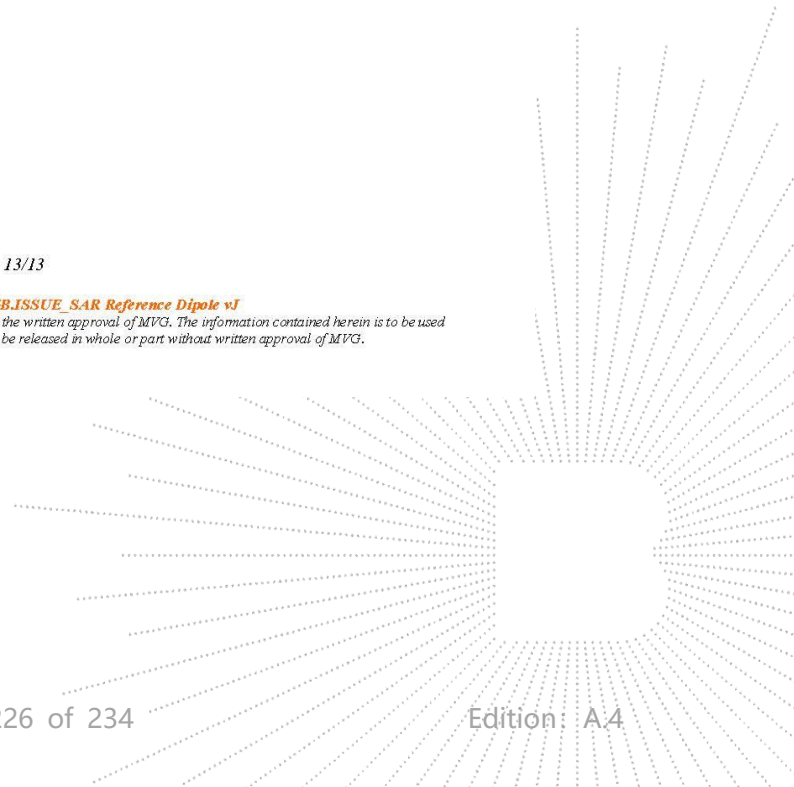 13/13
B.ISSUE_SAR Reference Dipole vJ
the written approval of MVG. The information contained herein is to be used
be released in whole or part without written approval of MVG.
226 of 234
Edition: A.4